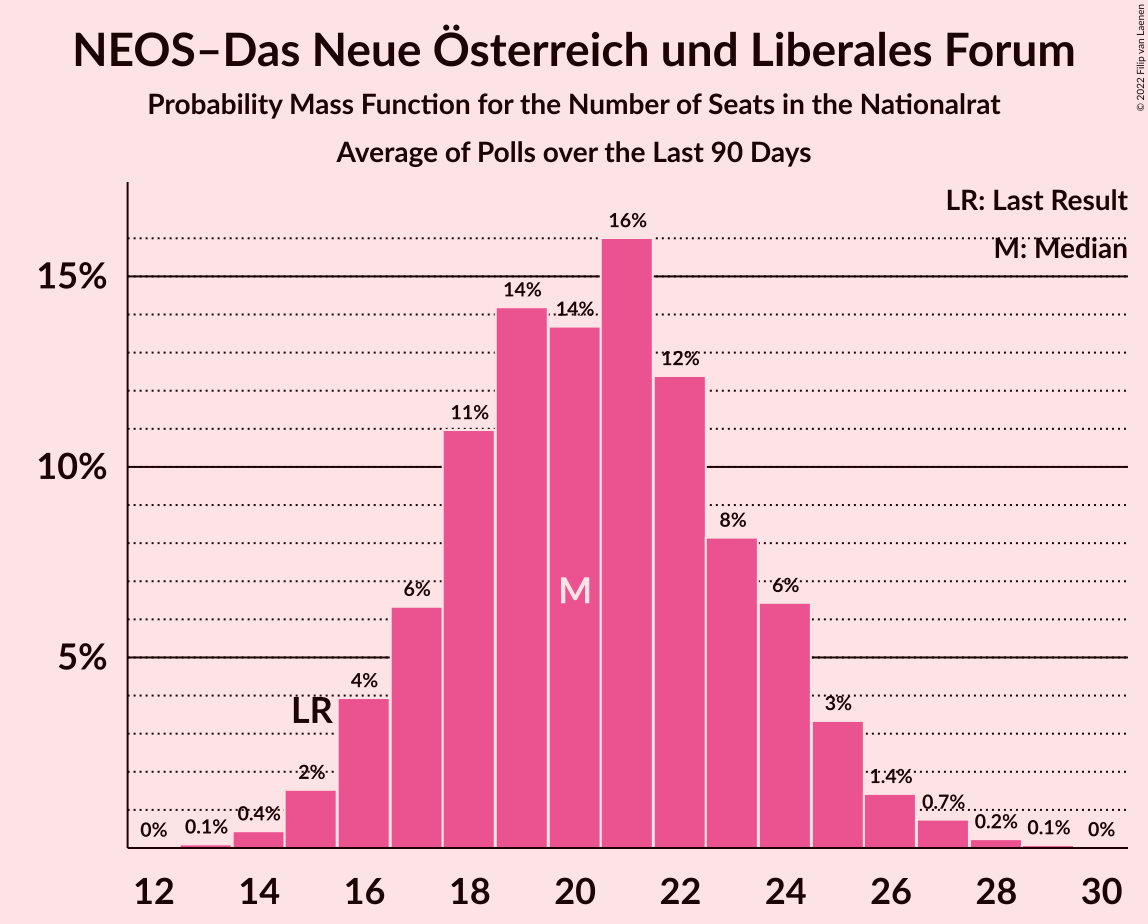 NEOS–Das Neue Österreich und Liberales Forum
Probability Mass Function for the Number of Seats in the Nationalrat
Average of Polls over the Last 90 Days
© 2022 Filip van Laenen
LR: Last Result
M: Median
15%
10%
5%
0%
0.1%
0.4%
2%
LR
4%
6%
11%
14%
14%
M
16%
12%
8%
6%
3%
1.4%
0.7%
0.2%
0.1%
0%
12 14 16 18 20 22 24 26 28 30